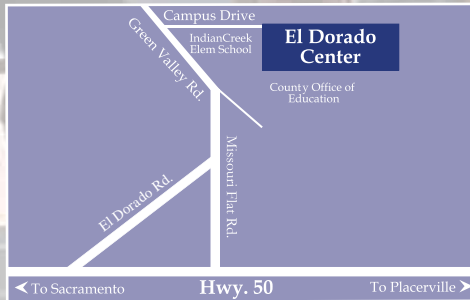 Campus Drive
IndianCreek
Elem School
El Dorado
Center
Green Valley Rd.
County Office of
Education
Missouri Flat Rd.
El Dorado Rd.
To Sacramento
Hwy. 50
To Placerville